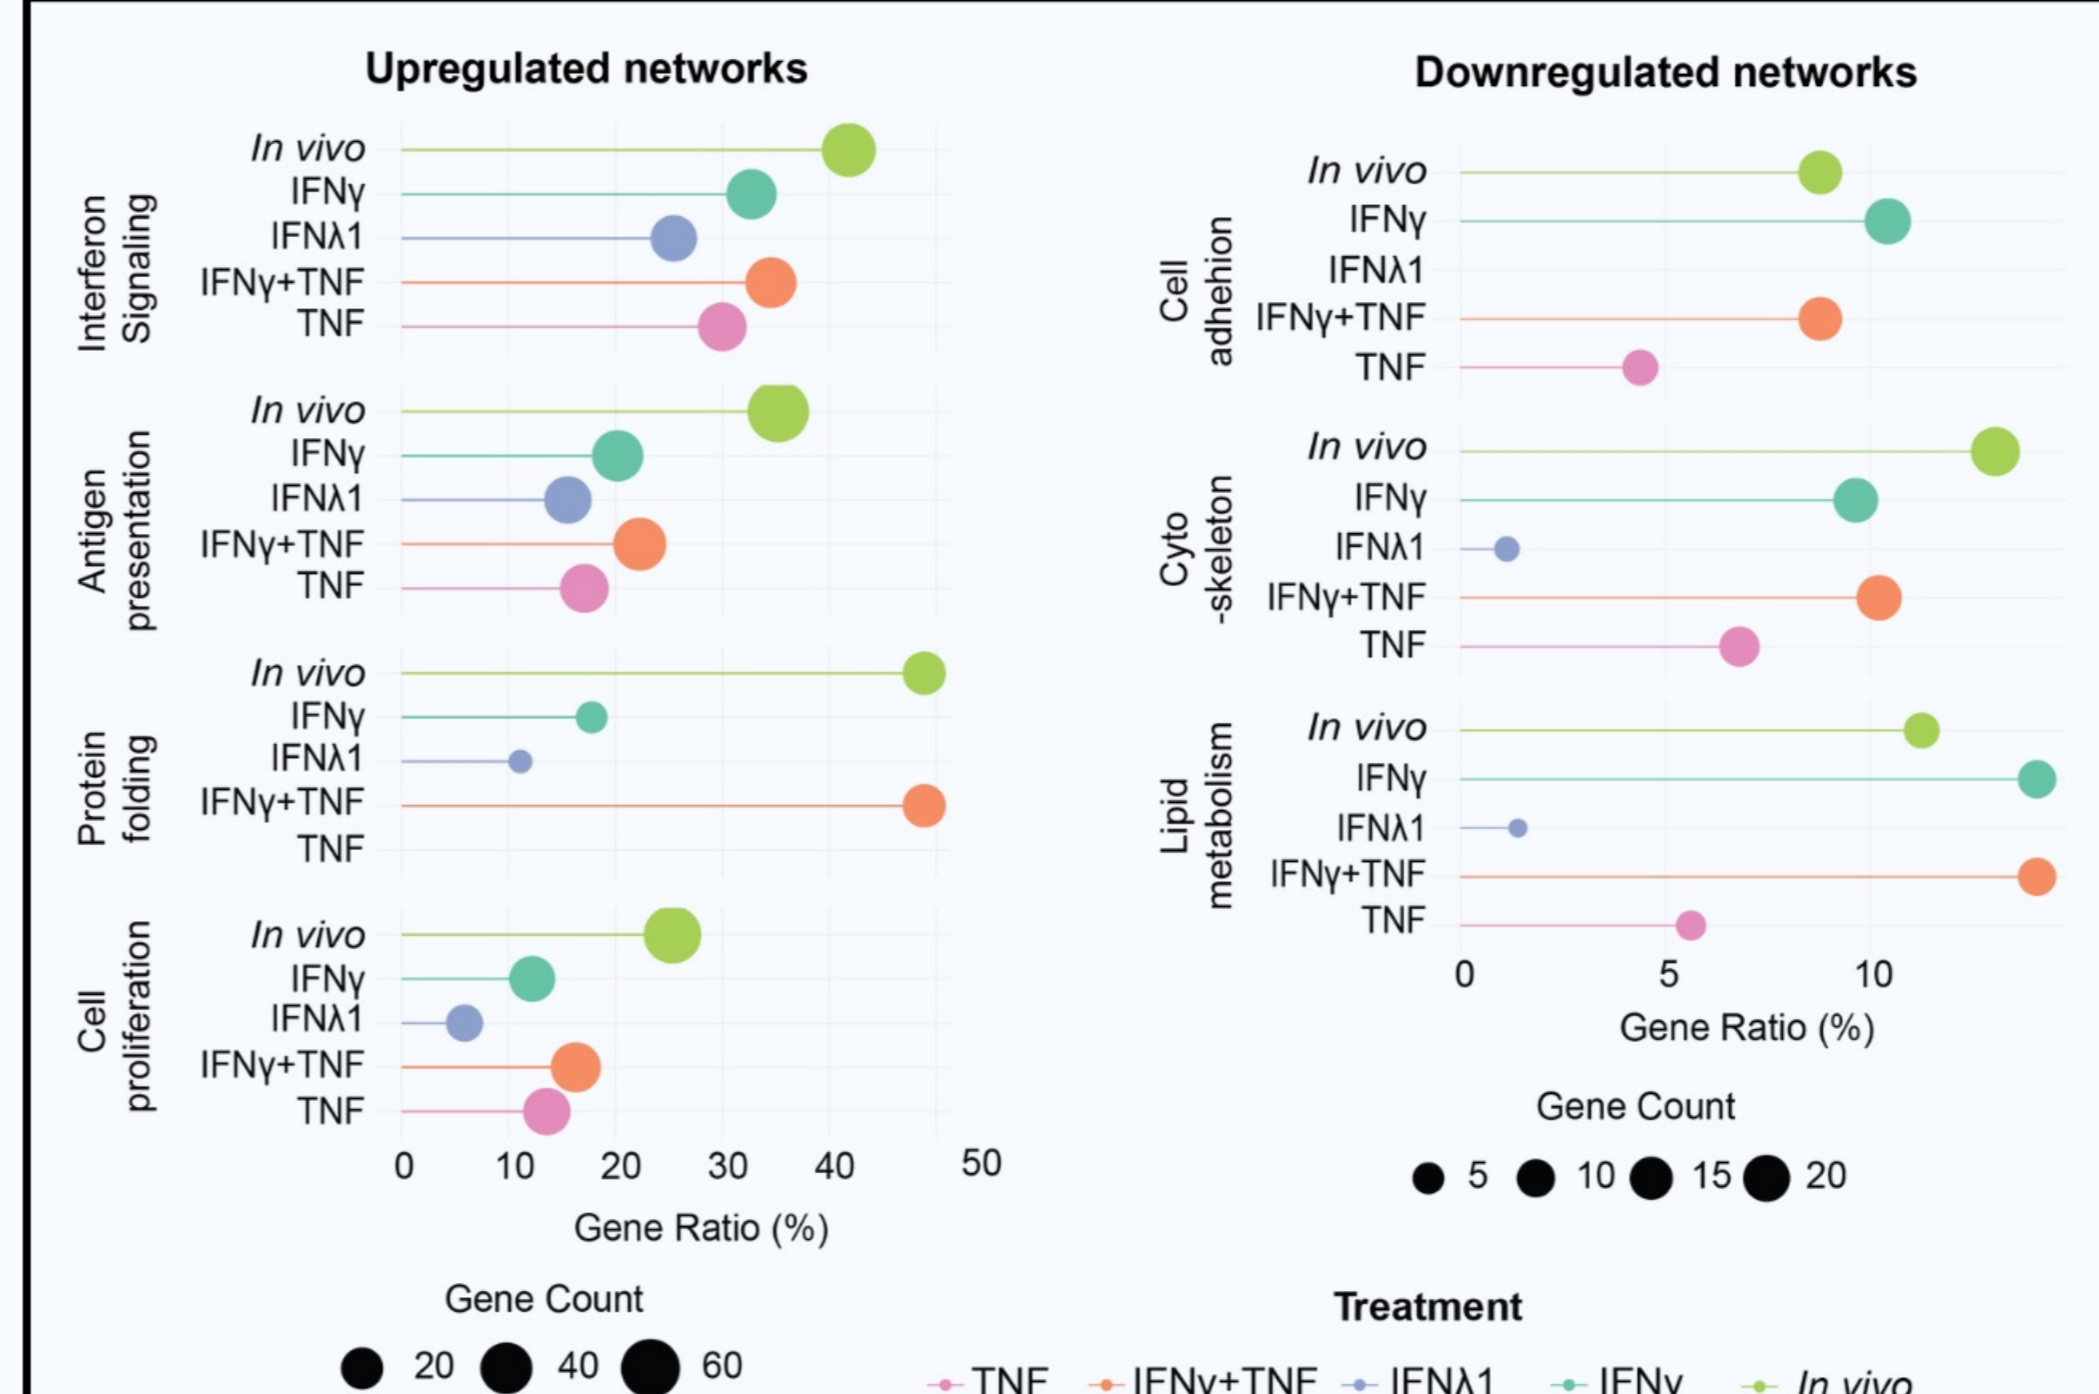 Upregulated networks
Interferon
Signaling
In vivo
IFNγ
IFNλ1
IFNγ+TNF
TNF
Antigen
presentation
In vivo
IFNγ
IFNλ1
IFNγ+TNF
TNF
Protein
folding
In vivo
IFNγ
IFNλ1
IFNγ+TNF
TNF
Cell
proliferation
In vivo
IFNγ
IFNλ1
IFNγ+TNF
TNF
0 10 20 30 40 50
Gene Ratio (%)
Gene Count
20 40 60
Downregulated networks
Cell
adhehion
In vivo
IFNγ
IFNλ1
IFNγ+TNF
TNF
Cyto
-skeleton
In vivo
IFNγ
IFNλ1
IFNγ+TNF
TNF
Lipid
metabolism
In vivo
IFNγ
IFNλ1
IFNγ+TNF
TNF
0 5 10
Gene Ratio (%)
Gene Count
5 10 15 20
Treatment
TNF IFNγ+TNF IFNλ1 IFNγ In vivo